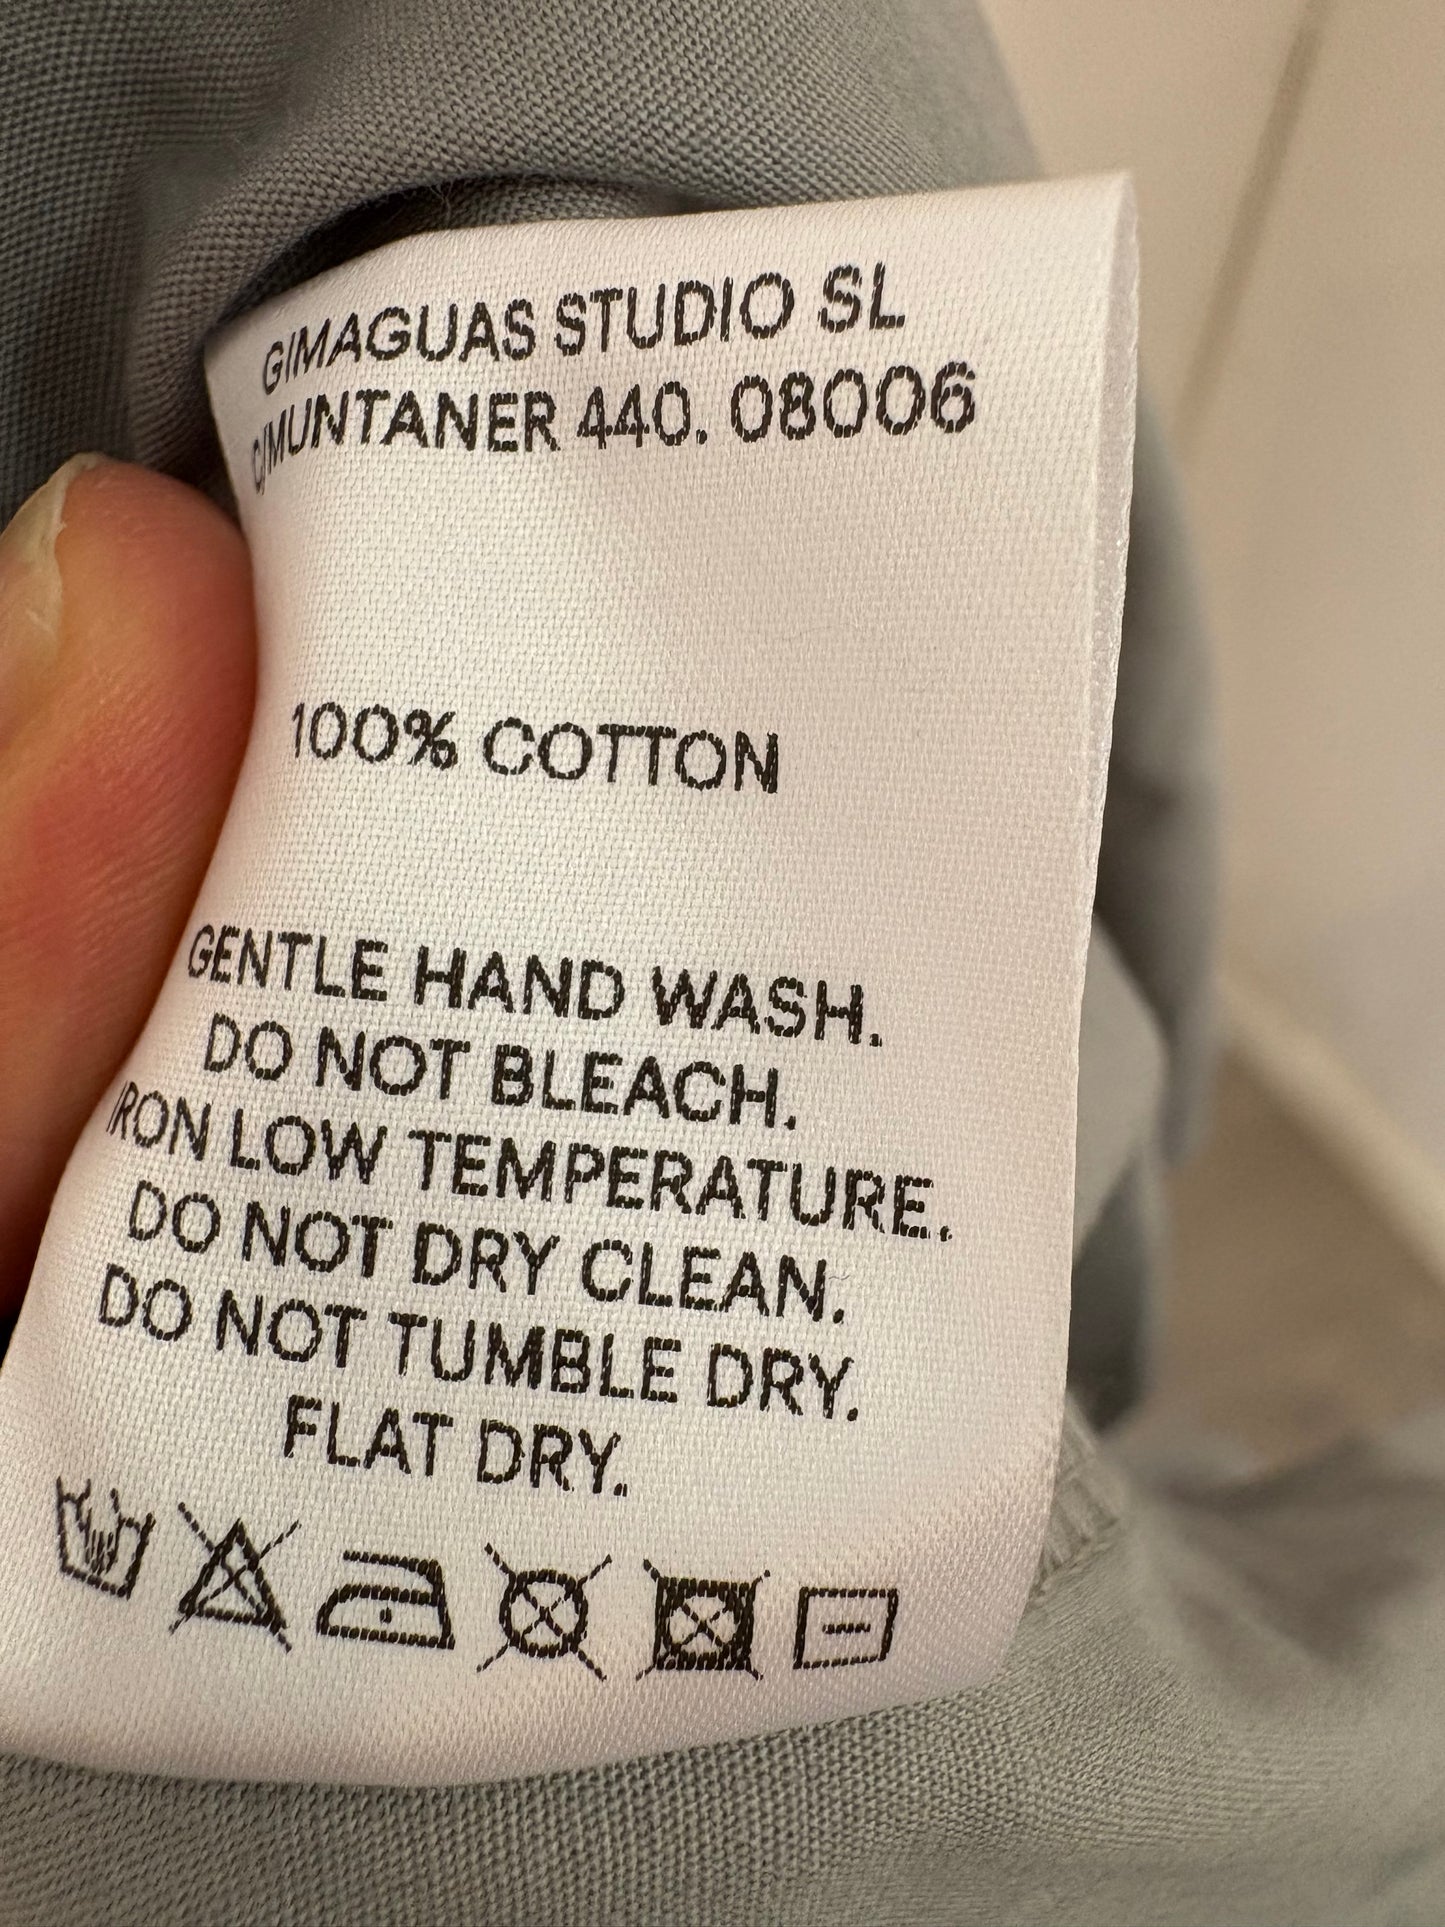 GIMAGUAS STUDIO SL
C/MUNTANER 440. 08006
100% COTTON
GENTLE HAND WASH.
DO NOT BLEACH.
IRON LOW TEMPERATURE.
DO NOT DRY CLEAN.
DO NOT TUMBLE DRY.
FLAT DRY.